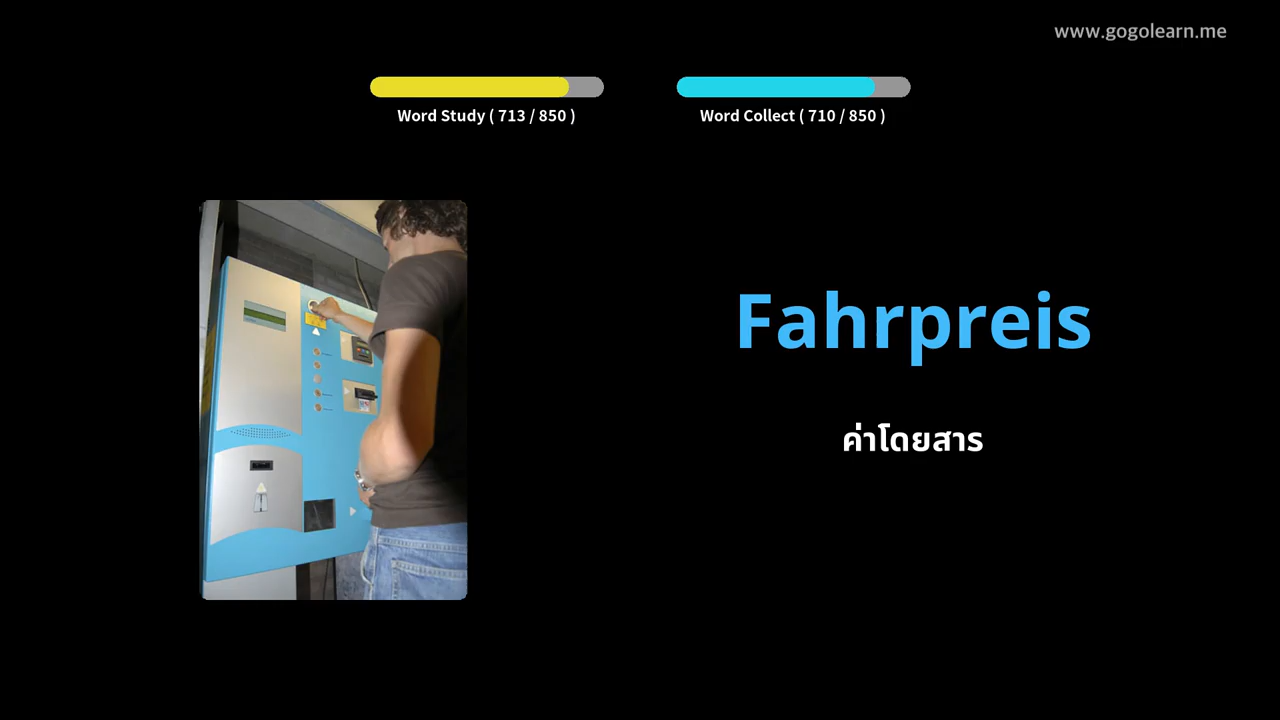 www.gogolearn.me
Word Study ( 713 / 850 )
Word Collect ( 710 / 850 )
Fahrpreis
ค่าโดยสาร